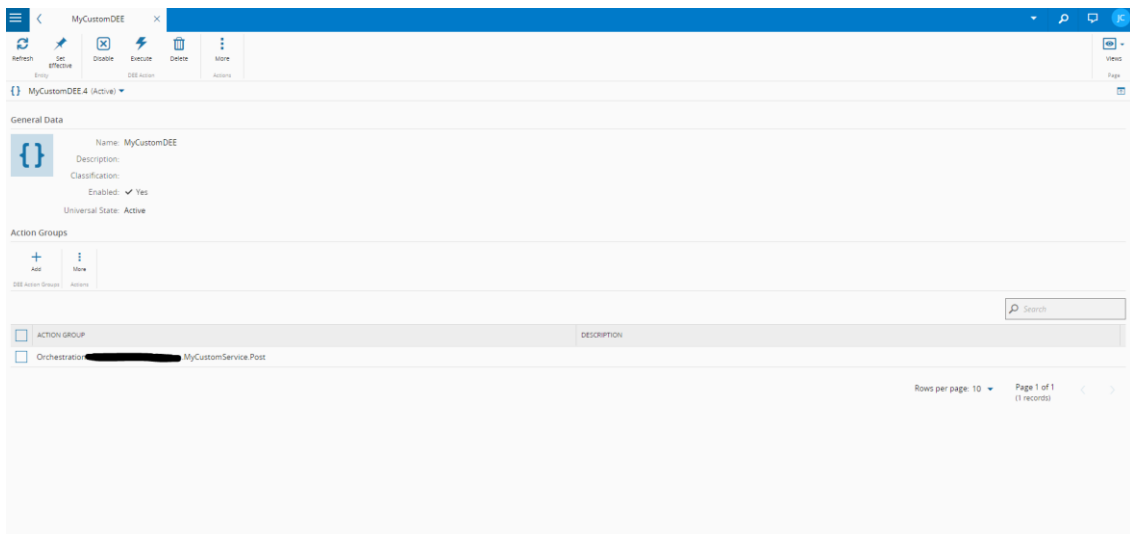 MyCustomDEE
JC
Refresh
Set Effective
Disable
Execute
Delete
More
Views
Entity
DEE Action
Actions
Page
{} MyCustomDEE.4 (Active)
General Data
{}
Name: MyCustomDEE
Description:
Classification:
Enabled: Yes
Universal State: Active
Action Groups
Add
More
DEE Action Groups
Actions
Search
ACTION GROUP DESCRIPTION
Orchestration .MyCustomService.Post
Rows per page: 10 Page 1 of 1
(1 records)